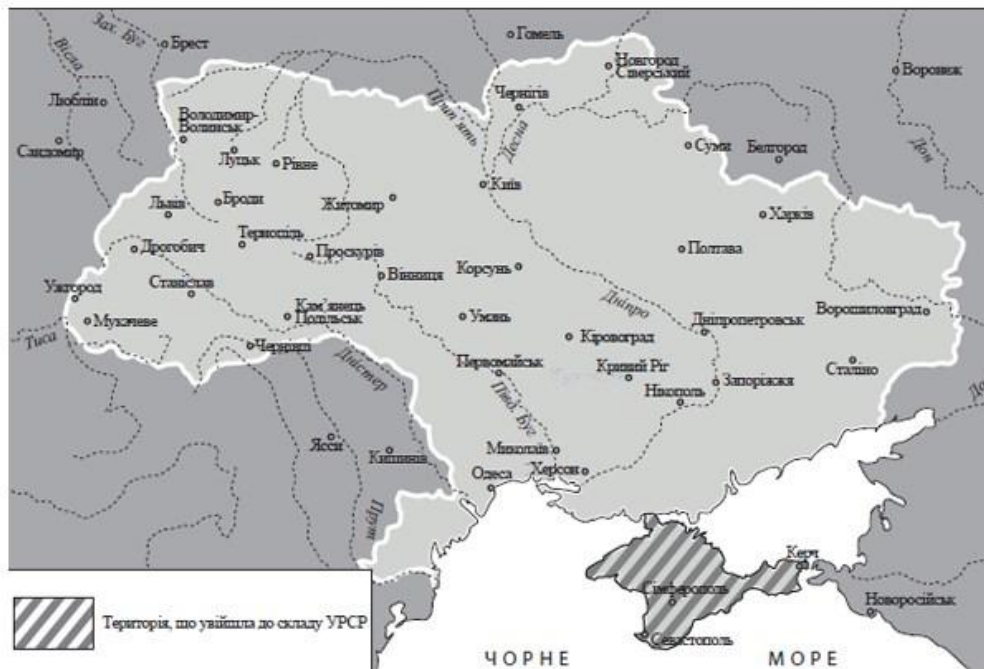 Зах. Буг
Брест
Гомель
Вісла
Новгород
Сіверський
Воронеж
Люблін
Чернігів
Прип'ять
Володимир-
Волинськ
Десна
Сандомир
Луцьк
Рівне
Суми
Белгород
Дон
Київ
Львів
Броди
Житомир
Харків
Дрогобич
Тернопіль
Проскурів
Полтава
Вінниця
Корсунь
Ужгород
Станіслав
Дніпро
Мукачеве
Кам'янець
Подільськ
Умань
Дніпропетровськ
Ворошиловград
Тиса
Чернівці
Дністер
Кіровоград
Первомайськ
Кривий Ріг
Сталіно
Запоріжжя
Нікополь
Півд. Буг
Ясси
Кишинів
Миколаїв
Херсон
Одеса
Прут
Керч
Сімферополь
Новоросійськ
Територія, що увійшла до складу УРСР
Севастополь
ЧОРНЕ МОРЕ